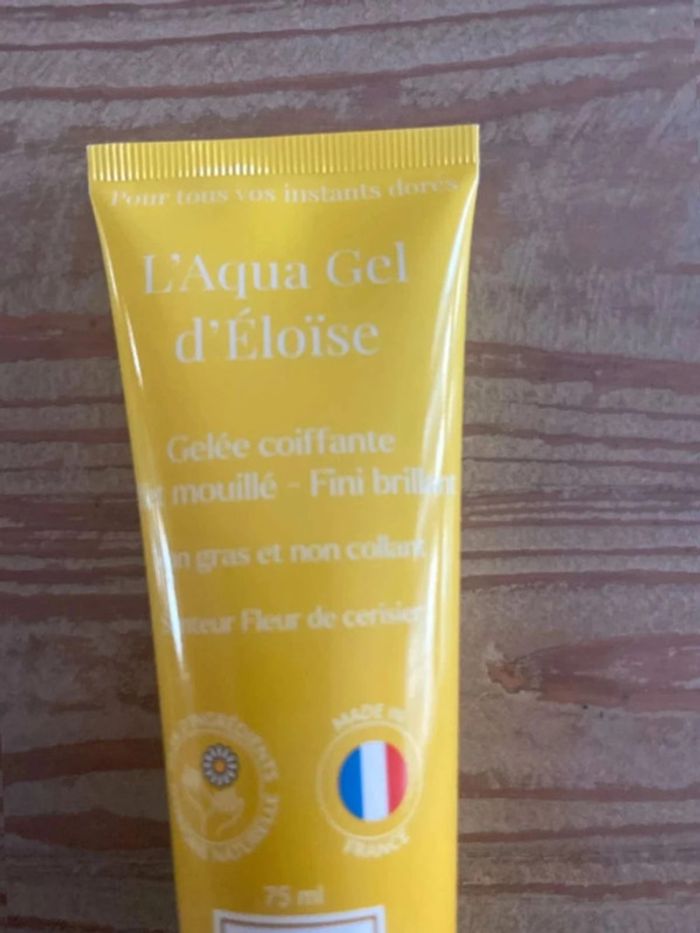 Pour tous vos instants dorés
L'Aqua Gel
d'Éloïse
Gelée coiffante
mouillé - Fini brillant
gras et non collant
Fleur de cerisier
MADE IN
FRANCE
75 ml